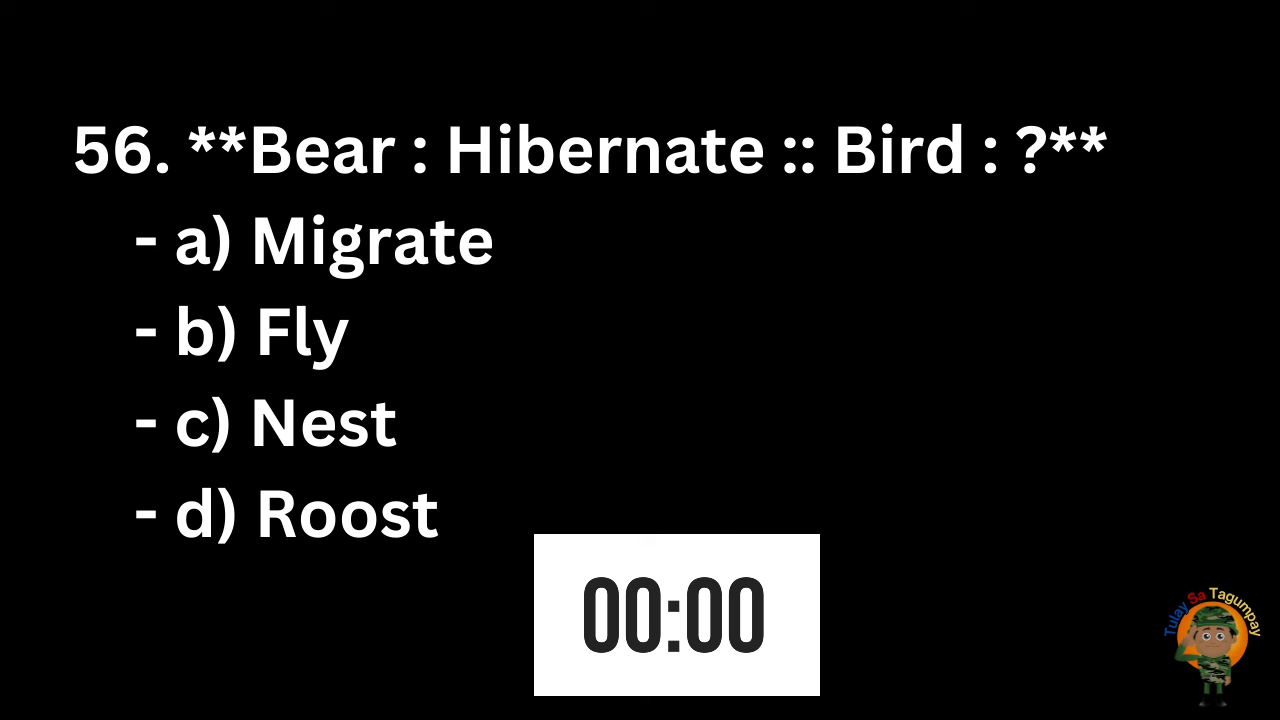 56. **Bear : Hibernate :: Bird : ?**
- a) Migrate
- b) Fly
- c) Nest
- d) Roost
00:00
Tulay Sa Tagumpay